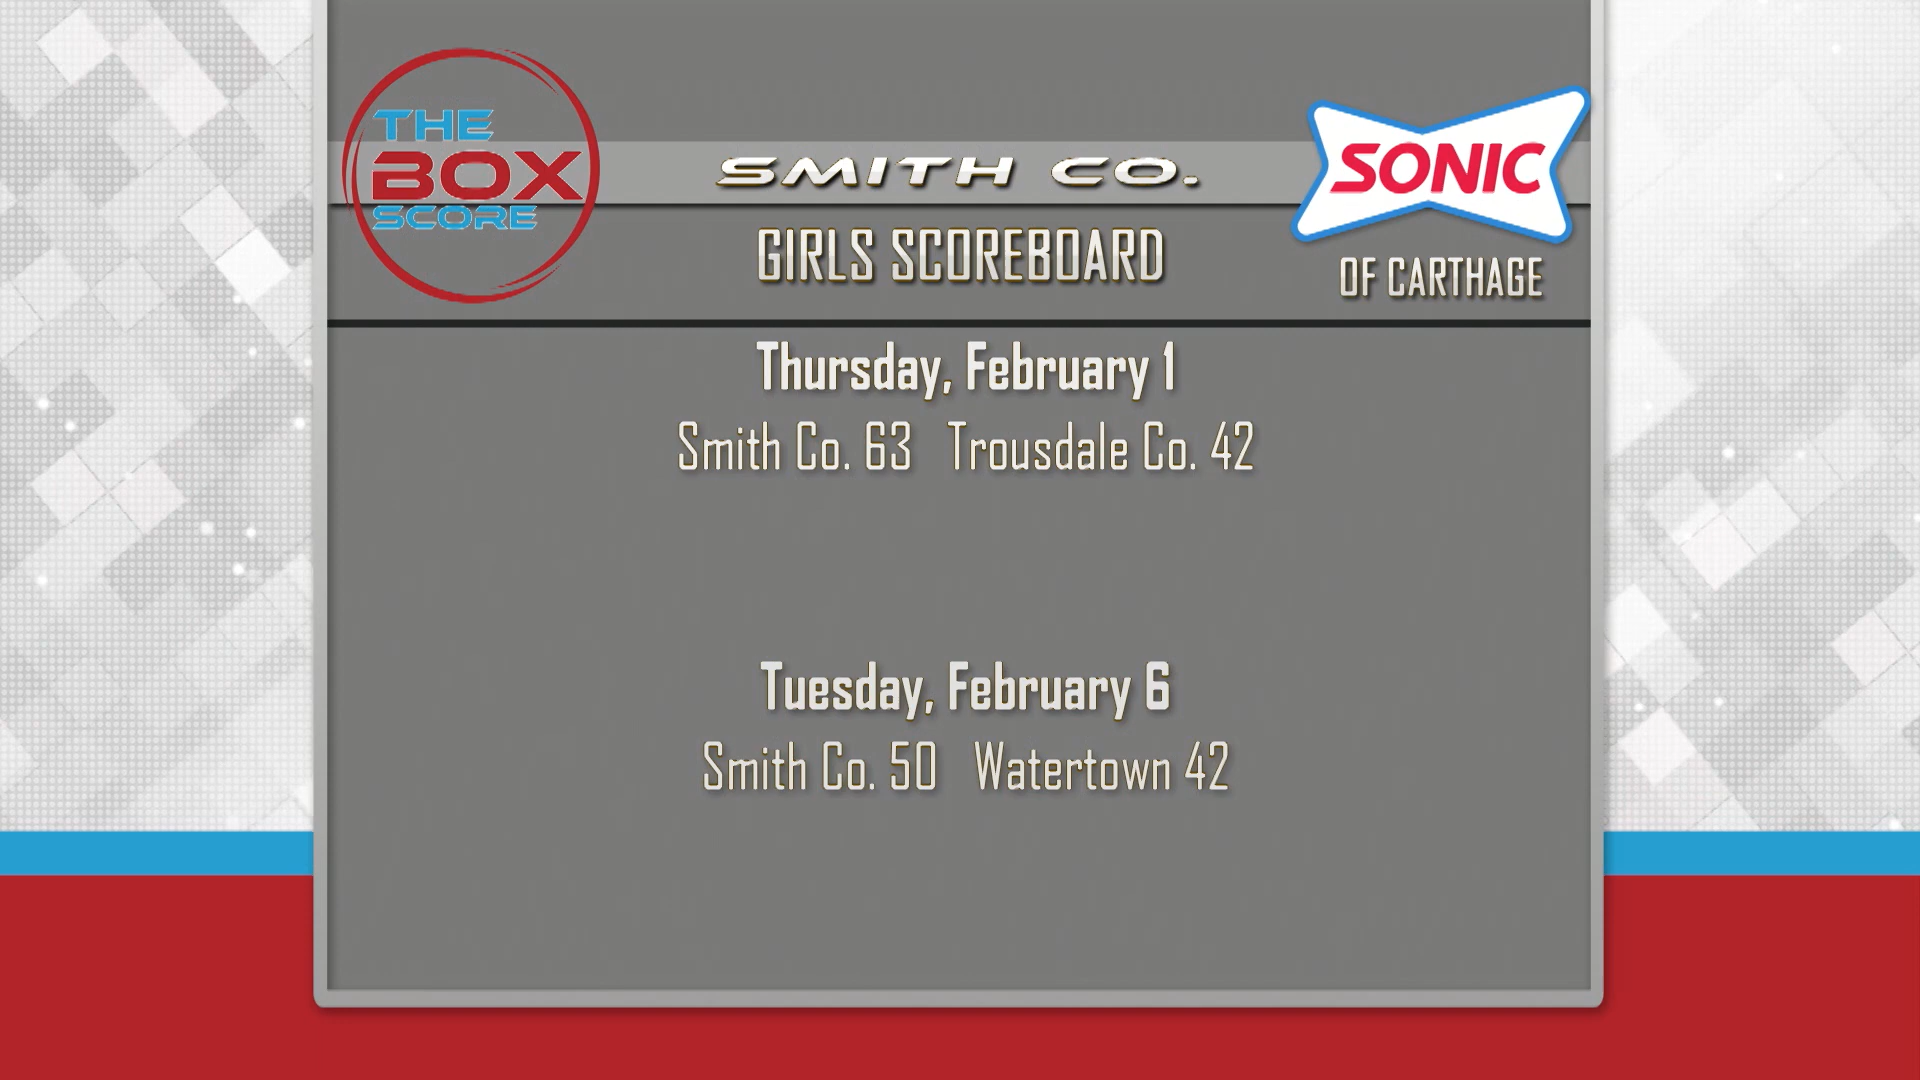 THE
BOX
SCORE
SMITH CO.
GIRLS SCOREBOARD
SONIC
OF CARTHAGE
Thursday, February 1
Smith Co. 63 Trousdale Co. 42
Tuesday, February 6
Smith Co. 50 Watertown 42